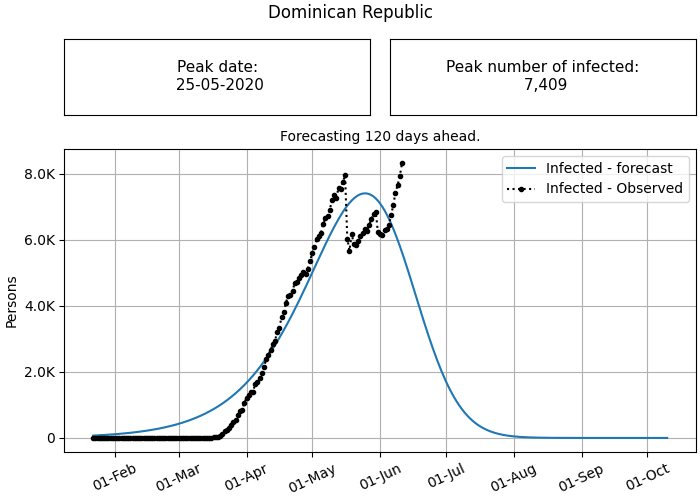 Dominican Republic
Peak date:
25-05-2020
Peak number of infected:
7,409
Forecasting 120 days ahead.
Infected - forecast
Infected - Observed
8.0K
6.0K
4.0K
2.0K
0
Persons
01-Feb
01-Mar
01-Apr
01-May
01-Jun
01-Jul
01-Aug
01-Sep
01-Oct